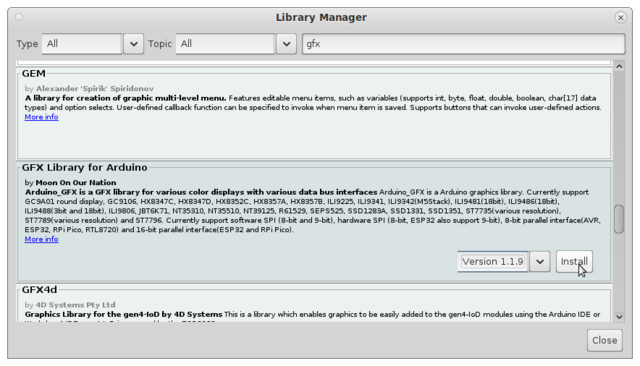 Library Manager
Type All Topic All gfx
GEM
by Alexander 'Spirik' Spiridonov
A library for creation of graphic multi-level menu. Features editable menu items, such as variables (supports int, byte, float, double, boolean, char[17] data
types) and option selects. User-defined callback function can be specified to invoke when menu item is saved. Supports buttons that can invoke user-defined actions.
More info
GFX Library for Arduino
by Moon On Our Nation
Arduino_GFX is a GFX library for various color displays with various data bus interfaces Arduino_GFX is a Arduino graphics library. Currently support
GC9A01 round display, GC9106, HX8347C, HX8347D, HX8352C, HX8357A, HX8357B, ILI9225, ILI9341, ILI9342(M5Stack), ILI9481(18bit), ILI9486(18bit),
ILI9488(3bit and 18bit), ILI9806, JBT6K71, NT35310, NT35510, NT39125, R61529, SEPS525, SSD1283A, SSD1331, SSD1351, ST7735(various resolution),
ST7789(various resolution) and ST7796. Currently support software SPI (8-bit and 9-bit), hardware SPI (8-bit, ESP32 also support 9-bit), 8-bit parallel interface(AVR,
ESP32, RPi Pico, RTL8720) and 16-bit parallel interface(ESP32 and RPi Pico).
More info
Version 1.1.9 Install
GFX4d
by 4D Systems Pty Ltd
Graphics Library for the gen4-IoD by 4D Systems This is a library which enables graphics to be easily added to the gen4-IoD modules using the Arduino IDE or
Close